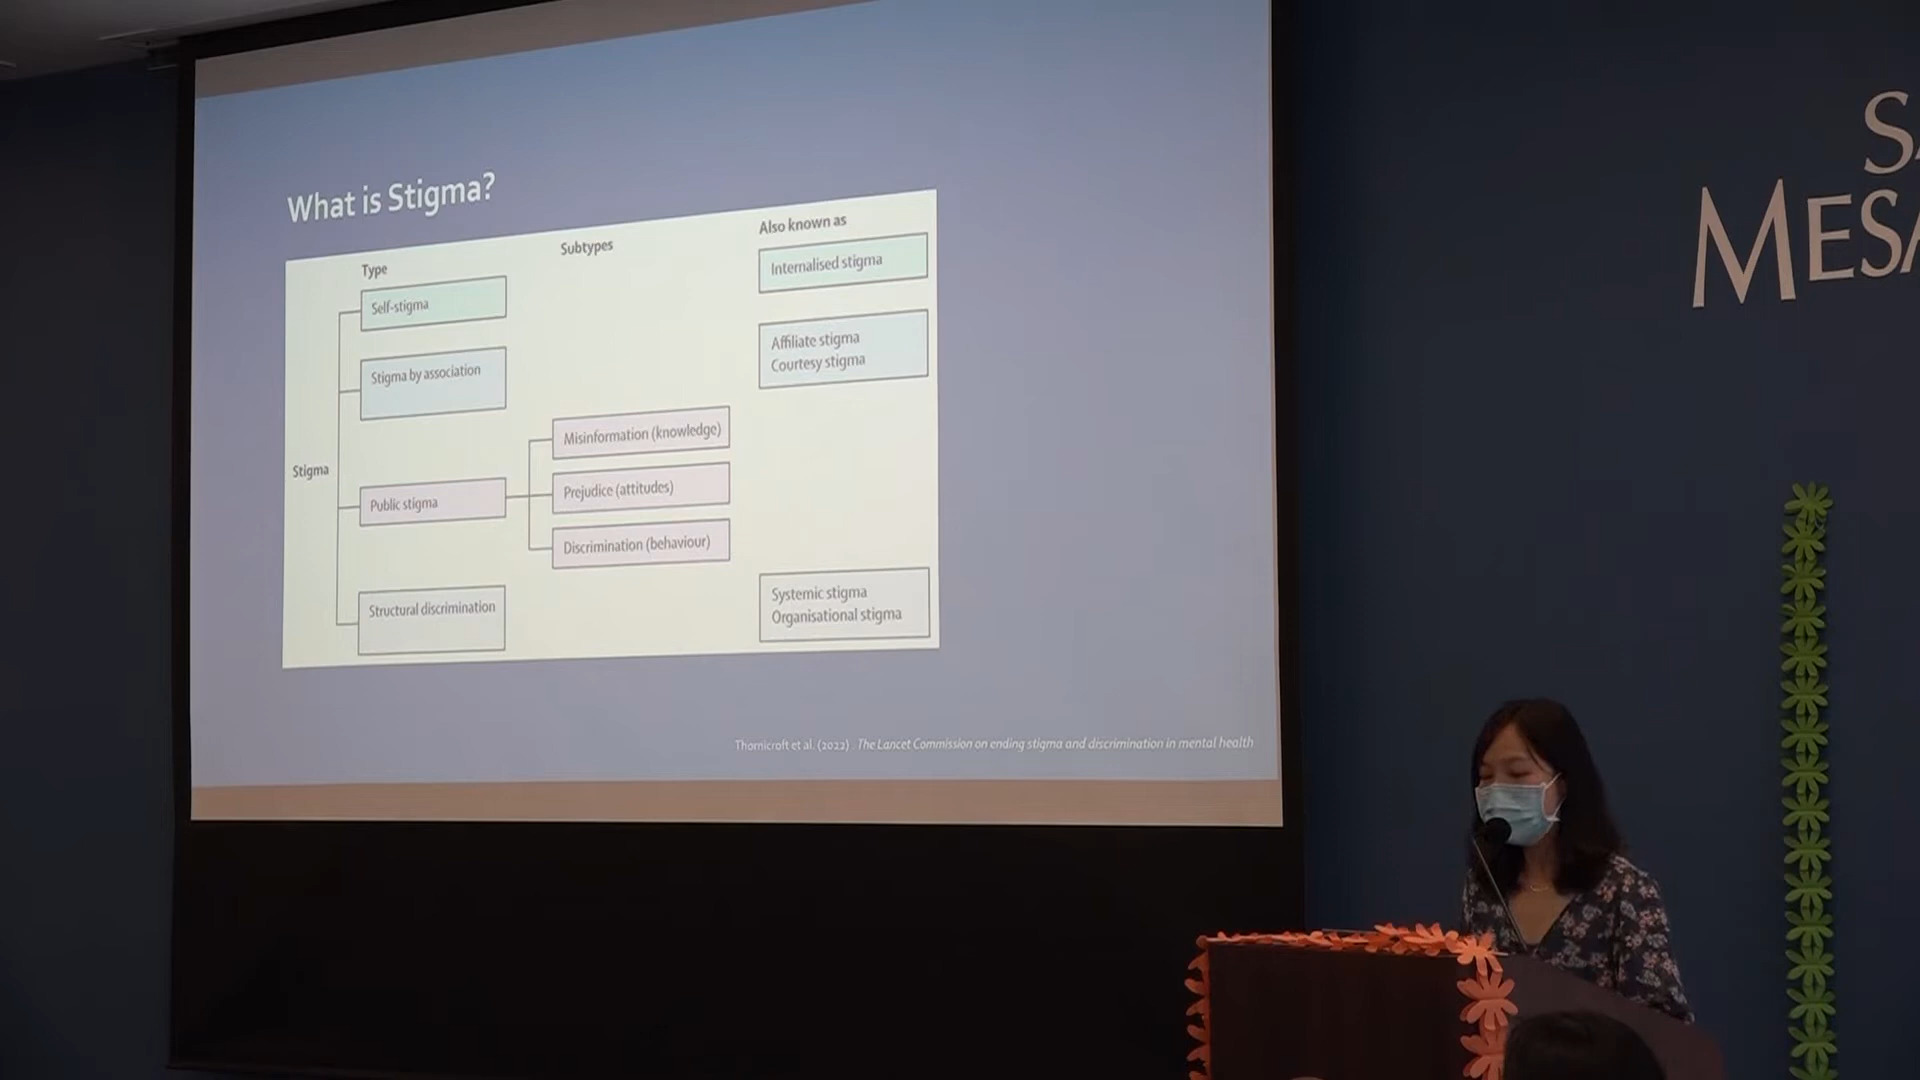 What is Stigma?
Type
Subtypes
Also known as
Self-stigma
Internalised stigma
Stigma by association
Affiliate stigma
Courtesy stigma
Stigma
Public stigma
Misinformation (knowledge)
Prejudice (attitudes)
Discrimination (behaviour)
Structural discrimination
Systemic stigma
Organisational stigma
Thornicroft et al. (2022) The Lancet Commission on ending stigma and discrimination in mental health